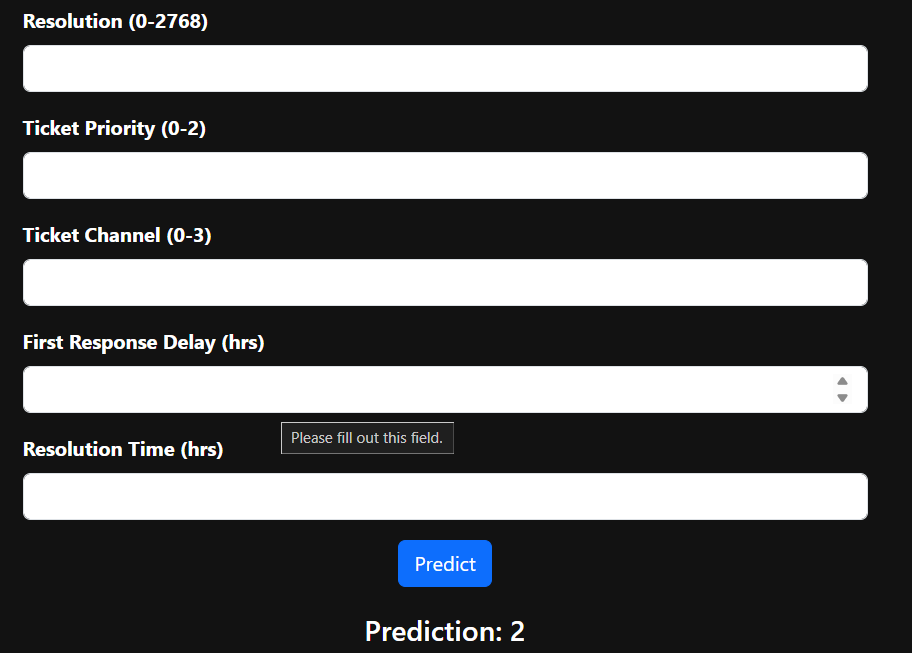 Resolution (0-2768)
Ticket Priority (0-2)
Ticket Channel (0-3)
First Response Delay (hrs)
Please fill out this field.
Resolution Time (hrs)
Predict
Prediction: 2